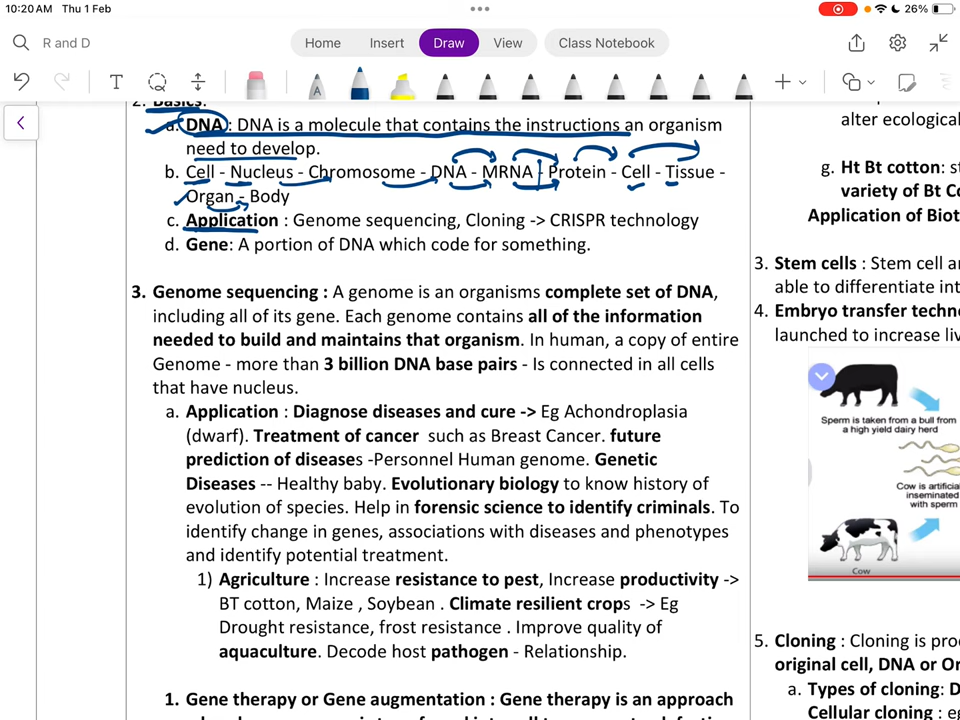 10:20 AM Thu 1 Feb
26%
R and D
Home Insert Draw View Class Notebook
T
A
2. Basics:
a. DNA : DNA is a molecule that contains the instructions an organism
need to develop.
b. Cell - Nucleus - Chromosome - DNA - MRNA - Protein - Cell - Tissue -
Organ - Body
c. Application : Genome sequencing, Cloning -> CRISPR technology
d. Gene: A portion of DNA which code for something.
3. Genome sequencing : A genome is an organisms complete set of DNA,
including all of its gene. Each genome contains all of the information
needed to build and maintains that organism. In human, a copy of entire
Genome - more than 3 billion DNA base pairs - Is connected in all cells
that have nucleus.
a. Application : Diagnose diseases and cure -> Eg Achondroplasia
(dwarf). Treatment of cancer such as Breast Cancer. future
prediction of diseases -Personnel Human genome. Genetic
Diseases -- Healthy baby. Evolutionary biology to know history of
evolution of species. Help in forensic science to identify criminals. To
identify change in genes, associations with diseases and phenotypes
and identify potential treatment.
1) Agriculture : Increase resistance to pest, Increase productivity ->
BT cotton, Maize , Soybean . Climate resilient crops -> Eg
Drought resistance, frost resistance . Improve quality of
aquaculture. Decode host pathogen - Relationship.
1. Gene therapy or Gene augmentation : Gene therapy is an approach
alter ecological
g. Ht Bt cotton: s
variety of Bt C
Application of Biot
3. Stem cells : Stem cell a
able to differentiate int
4. Embryo transfer techn
launched to increase liv
Sperm is taken from a bull from
a high yield dairy herd
Cow is artificia
inseminated
with sperm
Cow
5. Cloning : Cloning is pro
original cell, DNA or Or
a. Types of cloning: D
Cellular cloning : eg